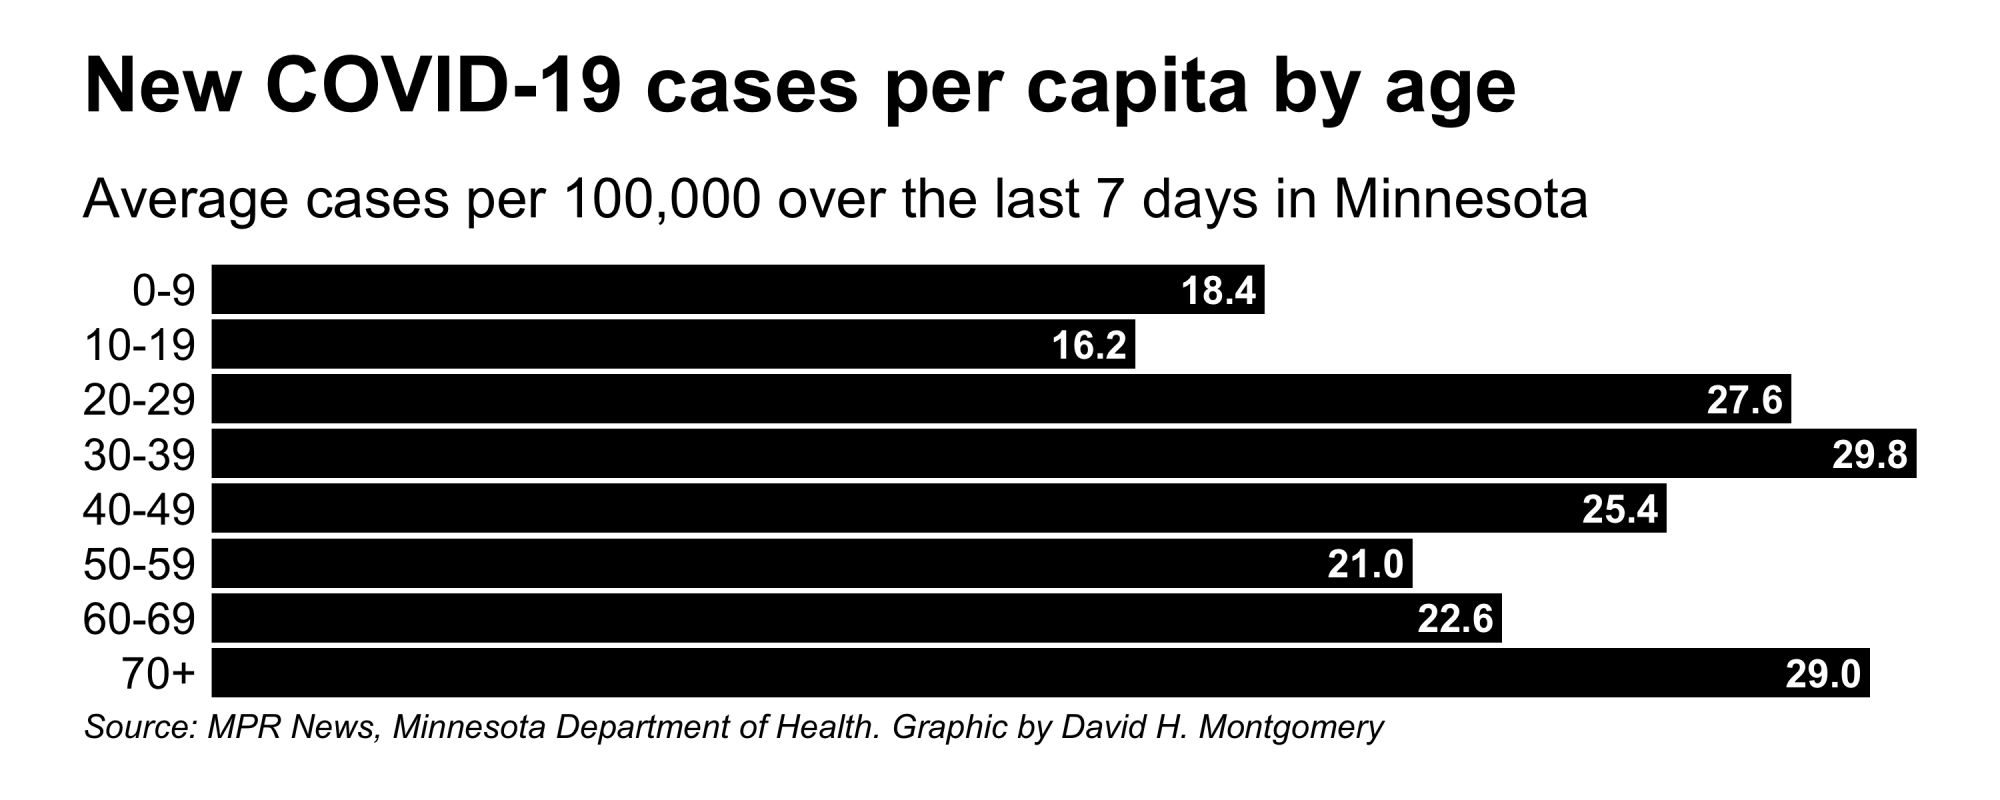 New COVID-19 cases per capita by age
Average cases per 100,000 over the last 7 days in Minnesota
0-9 18.4
10-19 16.2
20-29 27.6
30-39 29.8
40-49 25.4
50-59 21.0
60-69 22.6
70+ 29.0
Source: MPR News, Minnesota Department of Health. Graphic by David H. Montgomery